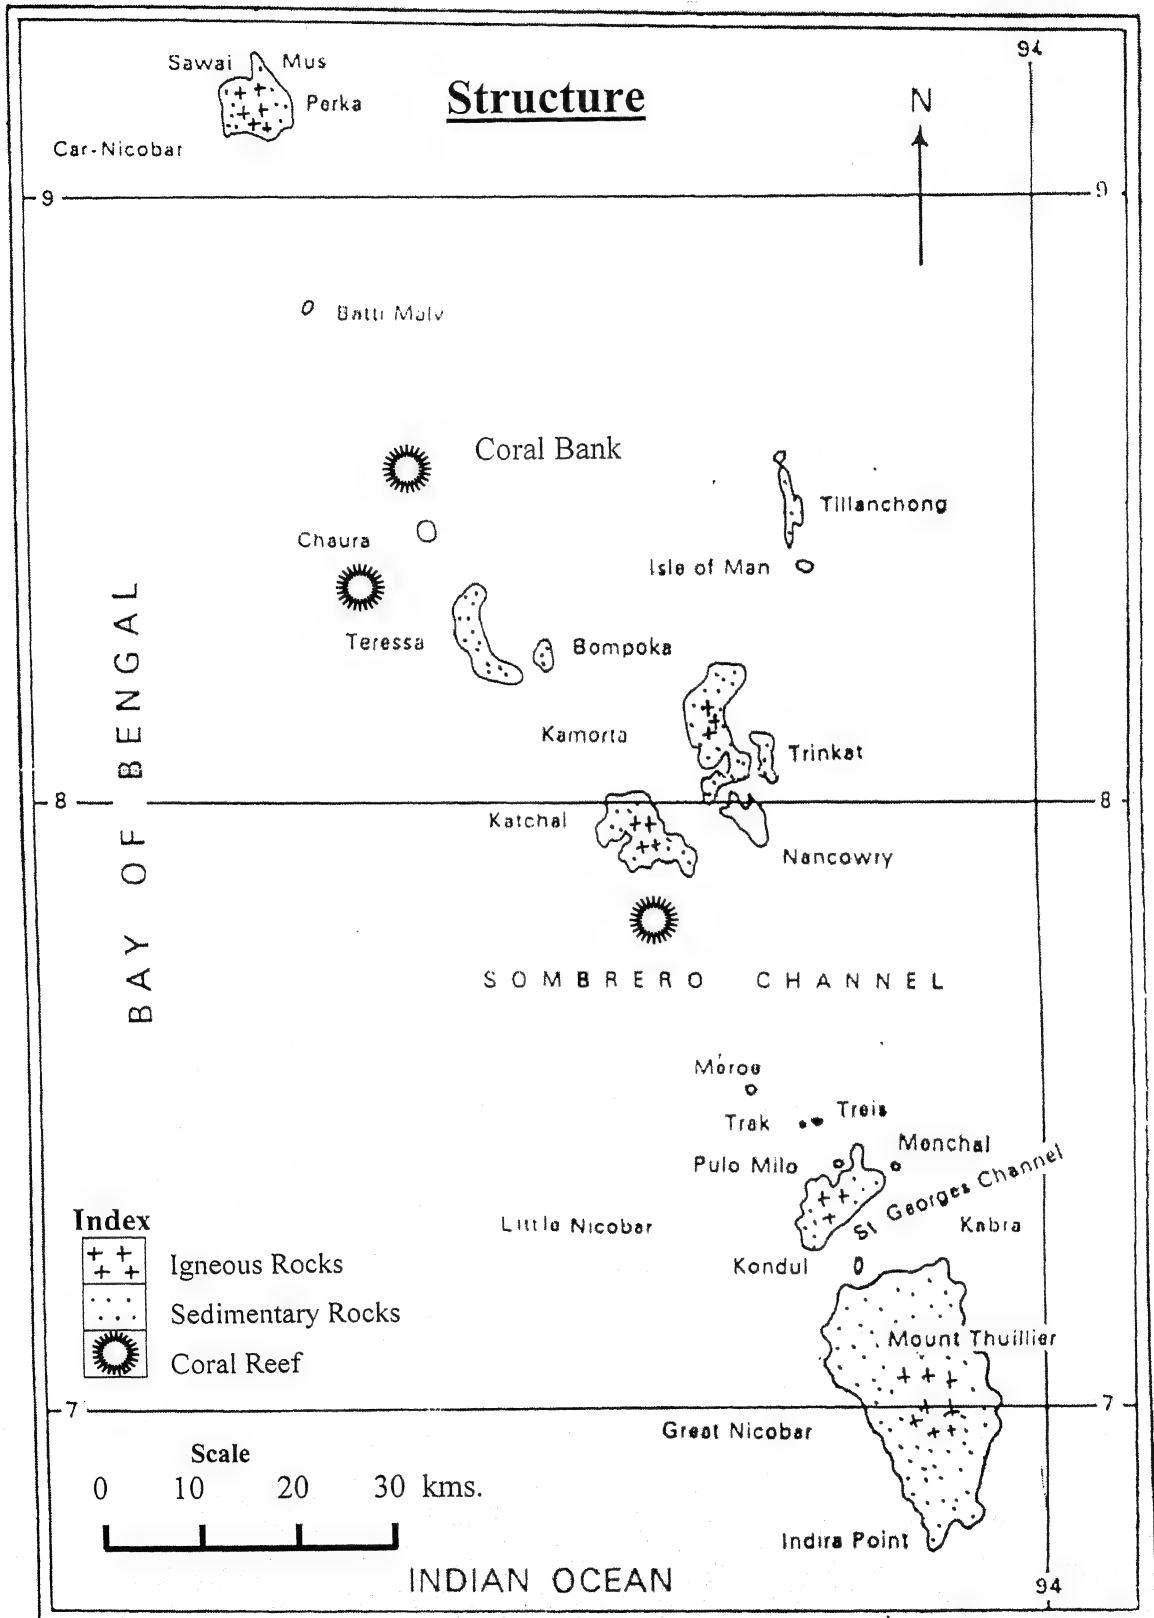 94
Sawai Mus
Structure
Perka
N
Car-Nicobar
9 9
Batti Malv
Coral Bank
Tillanchong
Chaura
Isle of Man
Teressa
Bompoka
BAY OF BENGAL
Kamorta
Trinkat
8 8
Katchal
Nancowry
SOMBRERO CHANNEL
Meroe
Trak Treis
Menchal
Pulo Milo
St Georges Channel
Little Nicobar
Kabra
Kondul
Index
Igneous Rocks
Sedimentary Rocks
Coral Reef
Mount Thuillier
7 7
Great Nicobar
Scale
0 10 20 30 kms.
Indira Point
INDIAN OCEAN
94